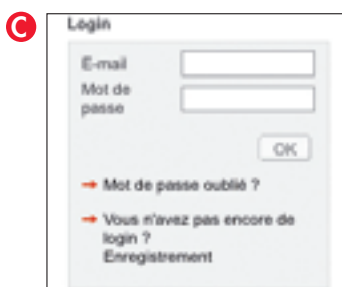 C
Login
E-mail
Mot de
passe
OK
→ Mot de passe oublié ?
→ Vous n'avez pas encore de
login ?
Enregistrement